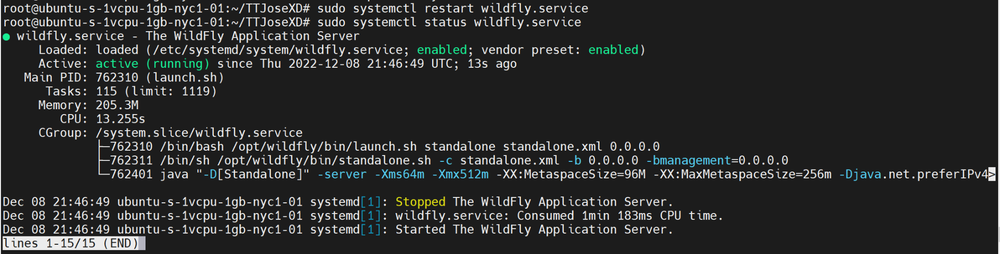 root@ubuntu-s-1vcpu-1gb-nyc1-01:~/TTJoseXD# sudo systemctl restart wildfly.service
root@ubuntu-s-1vcpu-1gb-nyc1-01:~/TTJoseXD# sudo systemctl status wildfly.service
● wildfly.service - The WildFly Application Server
     Loaded: loaded (/etc/systemd/system/wildfly.service; enabled; vendor preset: enabled)
     Active: active (running) since Thu 2022-12-08 21:46:49 UTC; 13s ago
   Main PID: 762310 (launch.sh)
      Tasks: 115 (limit: 1119)
     Memory: 205.3M
        CPU: 13.255s
     CGroup: /system.slice/wildfly.service
             ├─762310 /bin/bash /opt/wildfly/bin/launch.sh standalone standalone.xml 0.0.0.0
             ├─762311 /bin/sh /opt/wildfly/bin/standalone.sh -c standalone.xml -b 0.0.0.0 -bmanagement=0.0.0.0
             └─762401 java "-D[Standalone]" -server -Xms64m -Xmx512m -XX:MetaspaceSize=96M -XX:MaxMetaspaceSize=256m -Djava.net.preferIPv4>

Dec 08 21:46:49 ubuntu-s-1vcpu-1gb-nyc1-01 systemd[1]: Stopped The WildFly Application Server.
Dec 08 21:46:49 ubuntu-s-1vcpu-1gb-nyc1-01 systemd[1]: wildfly.service: Consumed 1min 183ms CPU time.
Dec 08 21:46:49 ubuntu-s-1vcpu-1gb-nyc1-01 systemd[1]: Started The WildFly Application Server.
lines 1-15/15 (END)